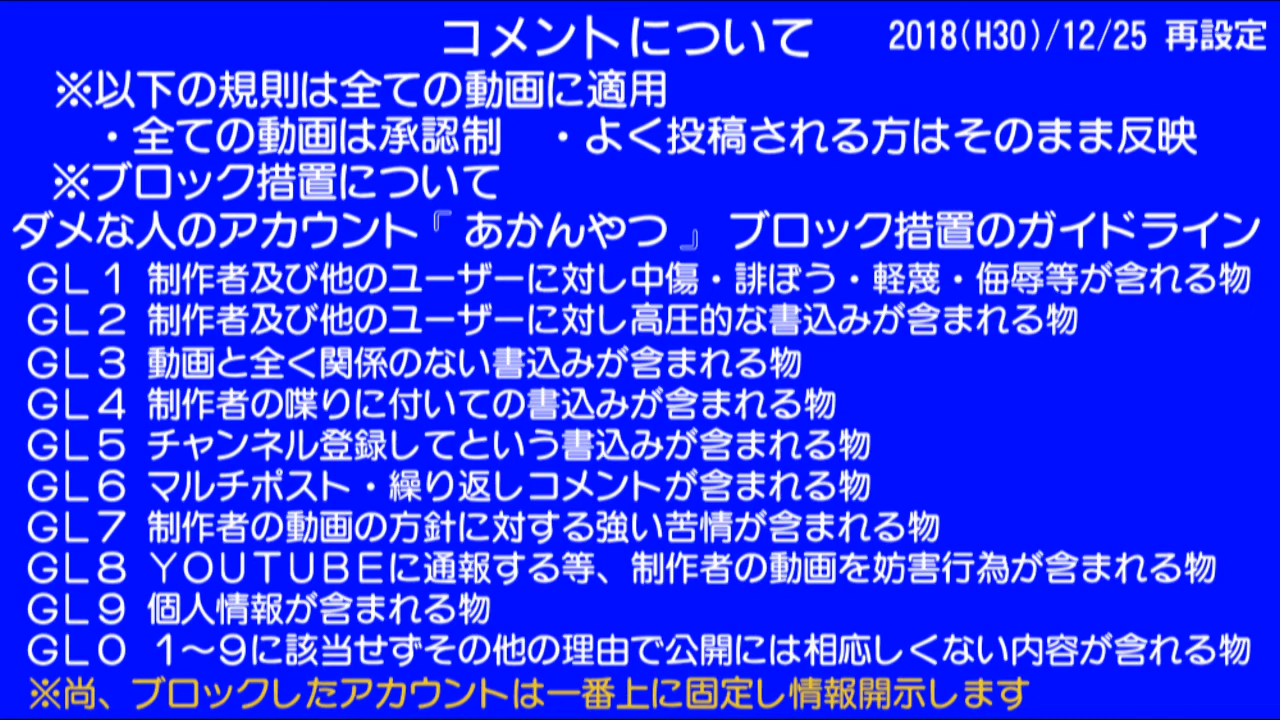 コメントについて 2018(H30)/12/25 再設定
※以下の規則は全ての動画に適用
・全ての動画は承認制 ・よく投稿される方はそのまま反映
※ブロック措置について
ダメな人のアカウント『あかんやつ』 ブロック措置のガイドライン
GL1 制作者及び他のユーザーに対し中傷・誹ぼう・軽蔑・侮辱等が含れる物
GL2 制作者及び他のユーザーに対し高圧的な書込みが含まれる物
GL3 動画と全く関係のない書込みが含まれる物
GL4 制作者の喋りに付いての書込みが含まれる物
GL5 チャンネル登録してという書込みが含まれる物
GL6 マルチポスト・繰り返しコメントが含まれる物
GL7 制作者の動画の方針に対する強い苦情が含まれる物
GL8 YOUTUBEに通報する等、制作者の動画を妨害行為が含まれる物
GL9 個人情報が含まれる物
GL0 1～9に該当せずその他の理由で公開には相応しくない内容が含れる物
※尚、ブロックしたアカウントは一番上に固定し情報開示します